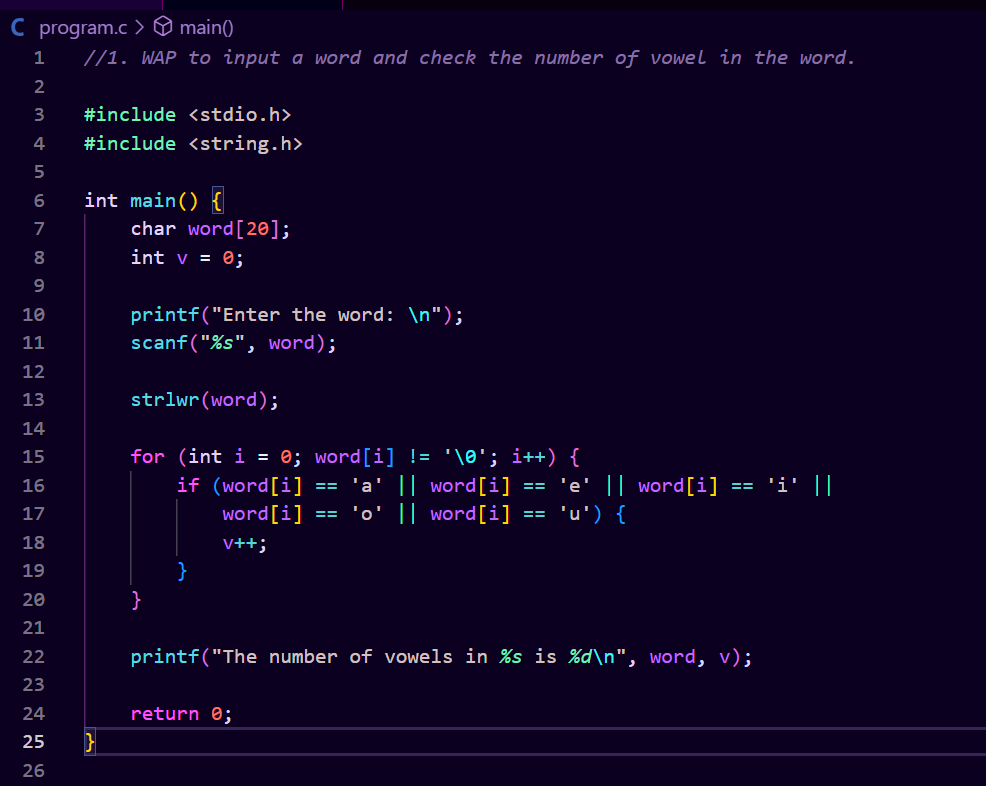 C program.c > main()
1 //1. WAP to input a word and check the number of vowel in the word.
2
3 #include <stdio.h>
4 #include <string.h>
5
6 int main() {
7     char word[20];
8     int v = 0;
9
10     printf("Enter the word: \n");
11     scanf("%s", word);
12
13     strlwr(word);
14
15     for (int i = 0; word[i] != '\0'; i++) {
16         if (word[i] == 'a' || word[i] == 'e' || word[i] == 'i' ||
17             word[i] == 'o' || word[i] == 'u') {
18             v++;
19         }
20     }
21
22     printf("The number of vowels in %s is %d\n", word, v);
23
24     return 0;
25 }
26